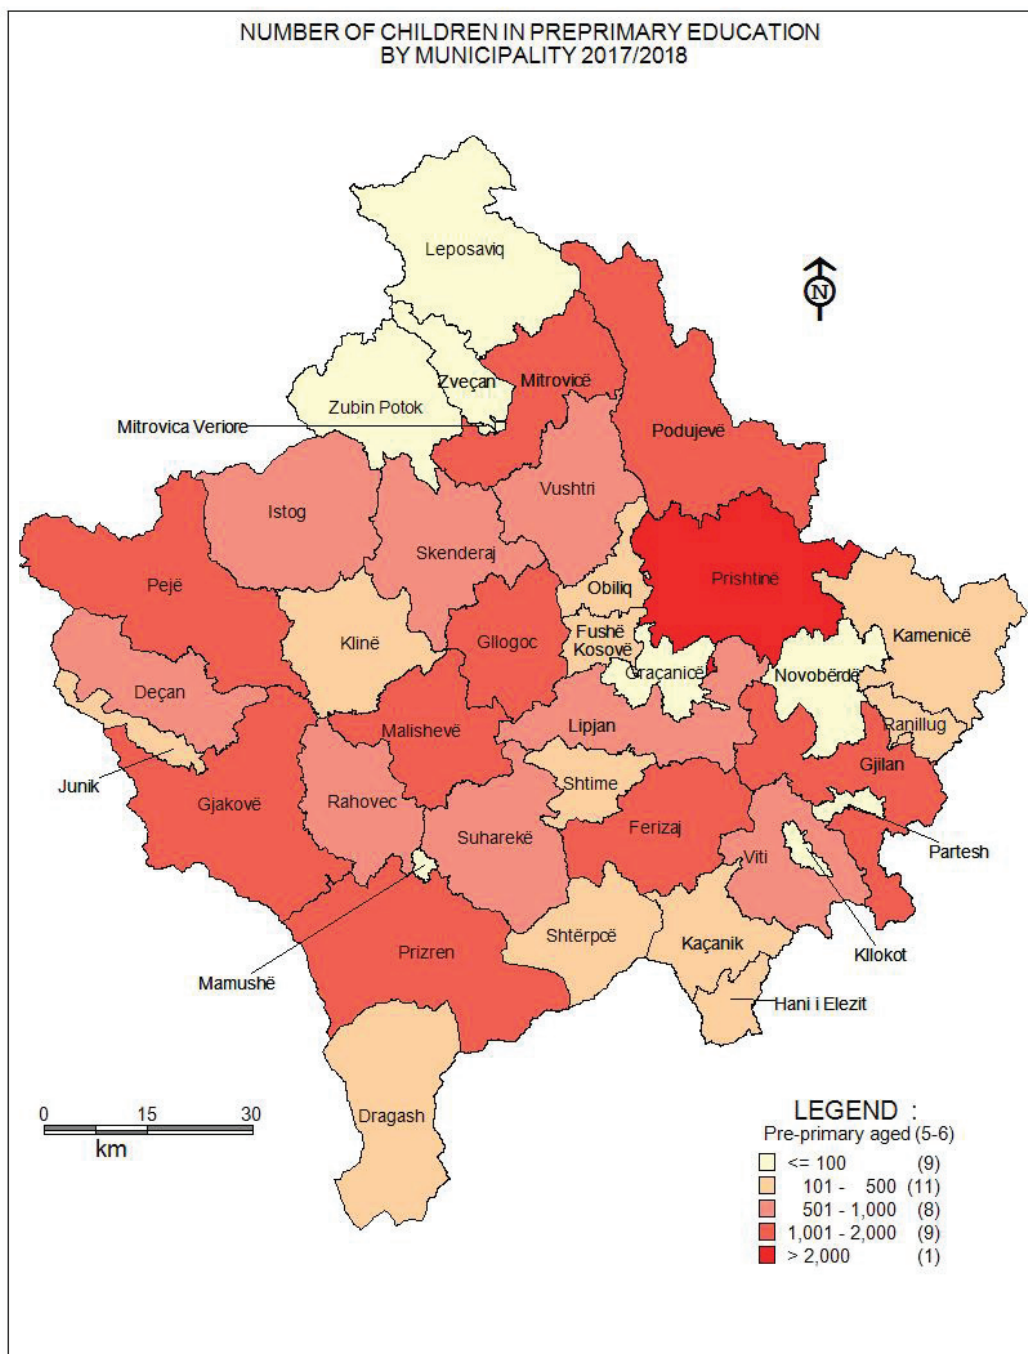 NUMBER OF CHILDREN IN PREPRIMARY EDUCATION
BY MUNICIPALITY 2017/2018
Leposaviq
N
Zveçan
Mitrovicë
Zubin Potok
Mitrovica Veriore
Podujevë
Vushtri
Istog
Skenderaj
Prishtinë
Pejë
Obiliq
Kamenicë
Fushë
Kosovë
Klinë
Gllogoc
Graçanicë
Novobërdë
Deçan
Ranillug
Lipjan
Malishevë
Gjilan
Junik
Shtime
Gjakovë
Rahovec
Ferizaj
Suharekë
Partesh
Viti
Shtërpcë
Kaçanik
Prizren
Kllokot
Mamushë
Hani i Elezit
Dragash
0 15 30
km
LEGEND :
Pre-primary aged (5-6)
<= 100 (9)
101 - 500 (11)
501 - 1,000 (8)
1,001 - 2,000 (9)
> 2,000 (1)